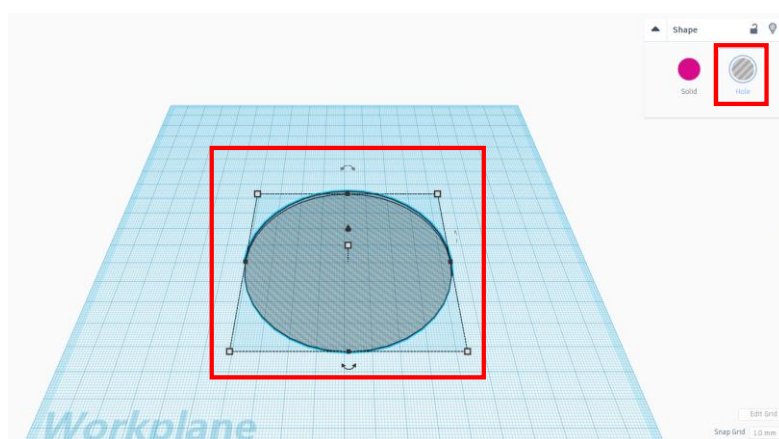 Shape
Solid
Hole
Workplane
Edit Grid
Snap Grid 1.0 mm